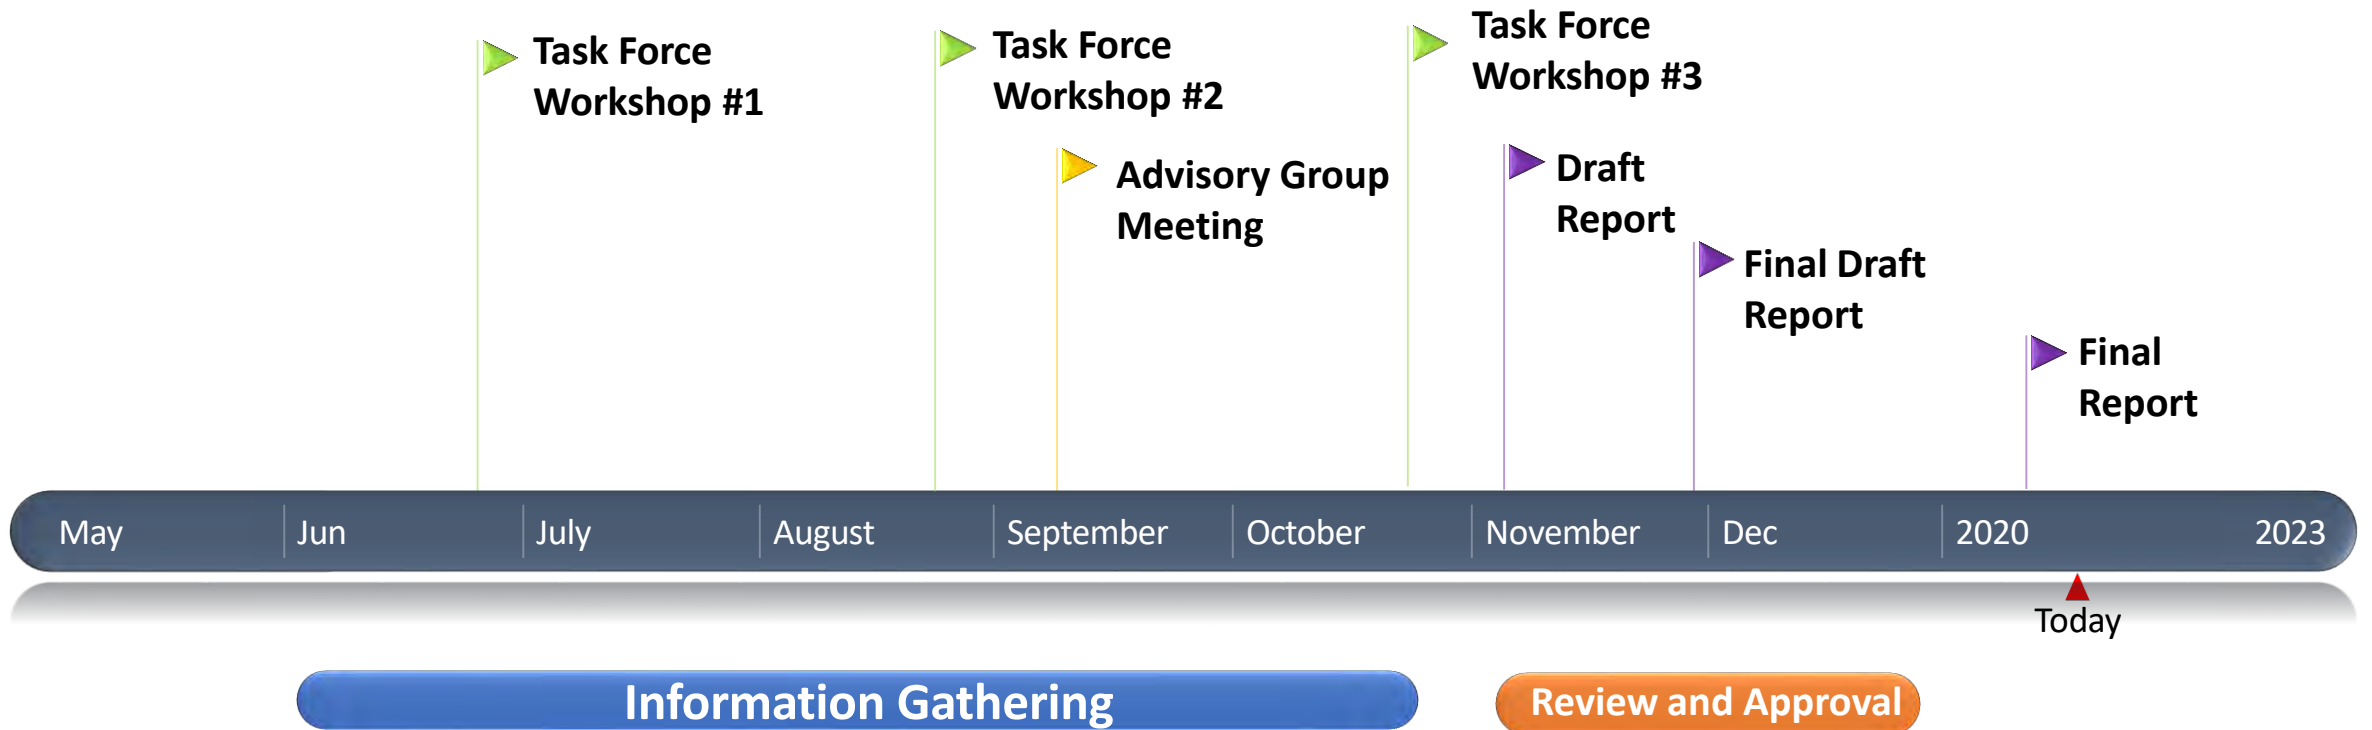 Task Force
Workshop #1
Task Force
Workshop #2
Task Force
Workshop #3
Advisory Group
Meeting
Draft
Report
Final Draft
Report
Final
Report
May
Jun
July
August
September
October
November
Dec
2020
2023
Today
Information Gathering
Review and Approval